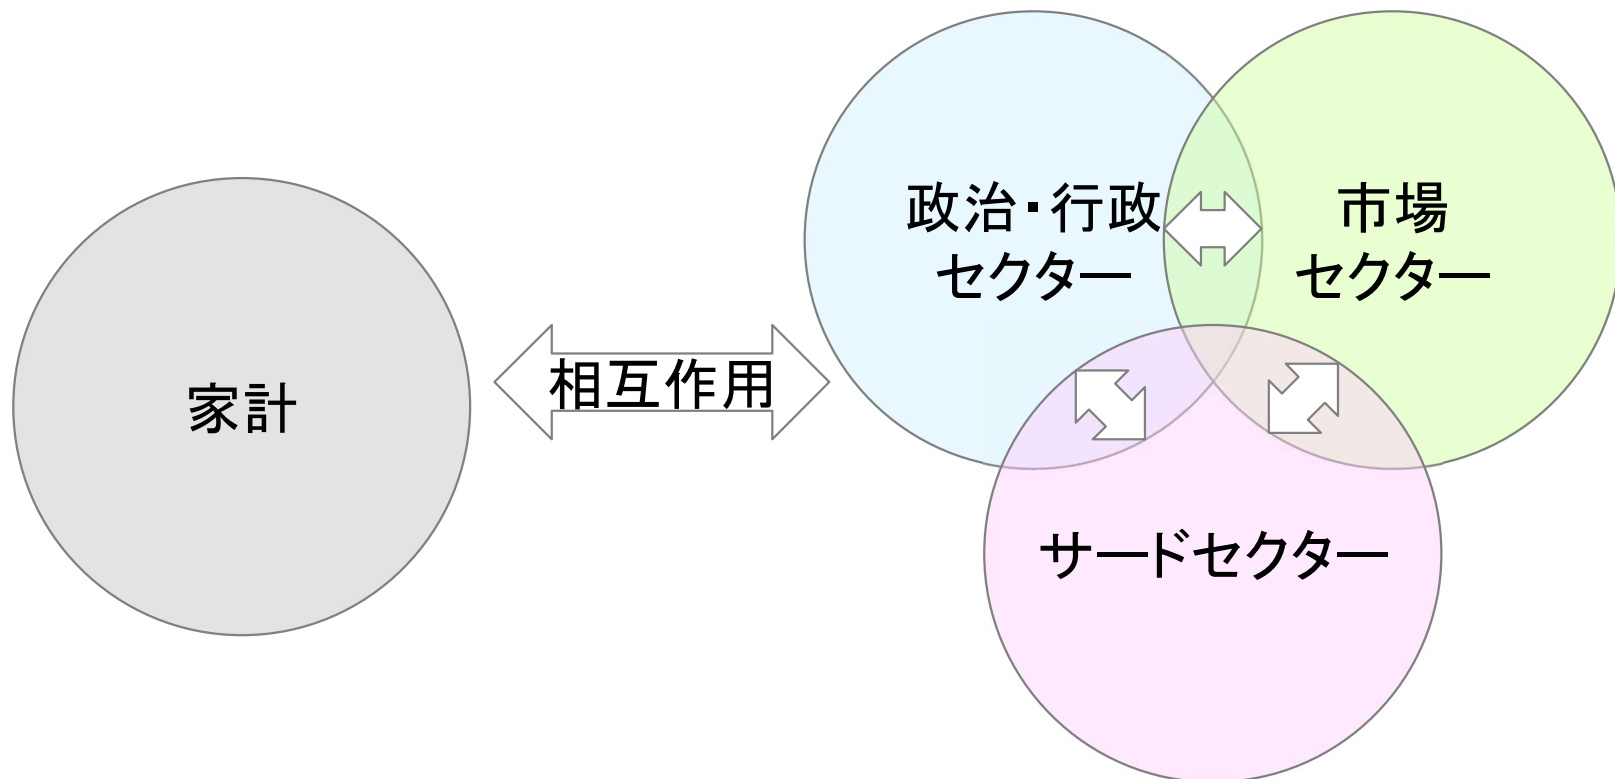 家計
相互作用
政治・行政
セクター
市場
セクター
サードセクター